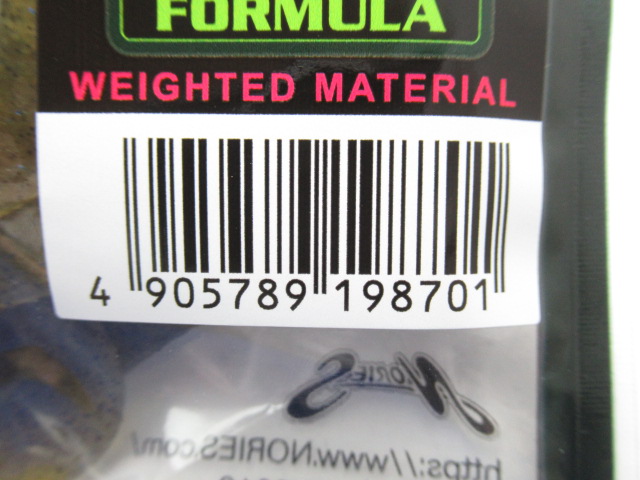 FORMULA
WEIGHTED MATERIAL
4 905789 198701
NORIES
https://www.NORIES.com/